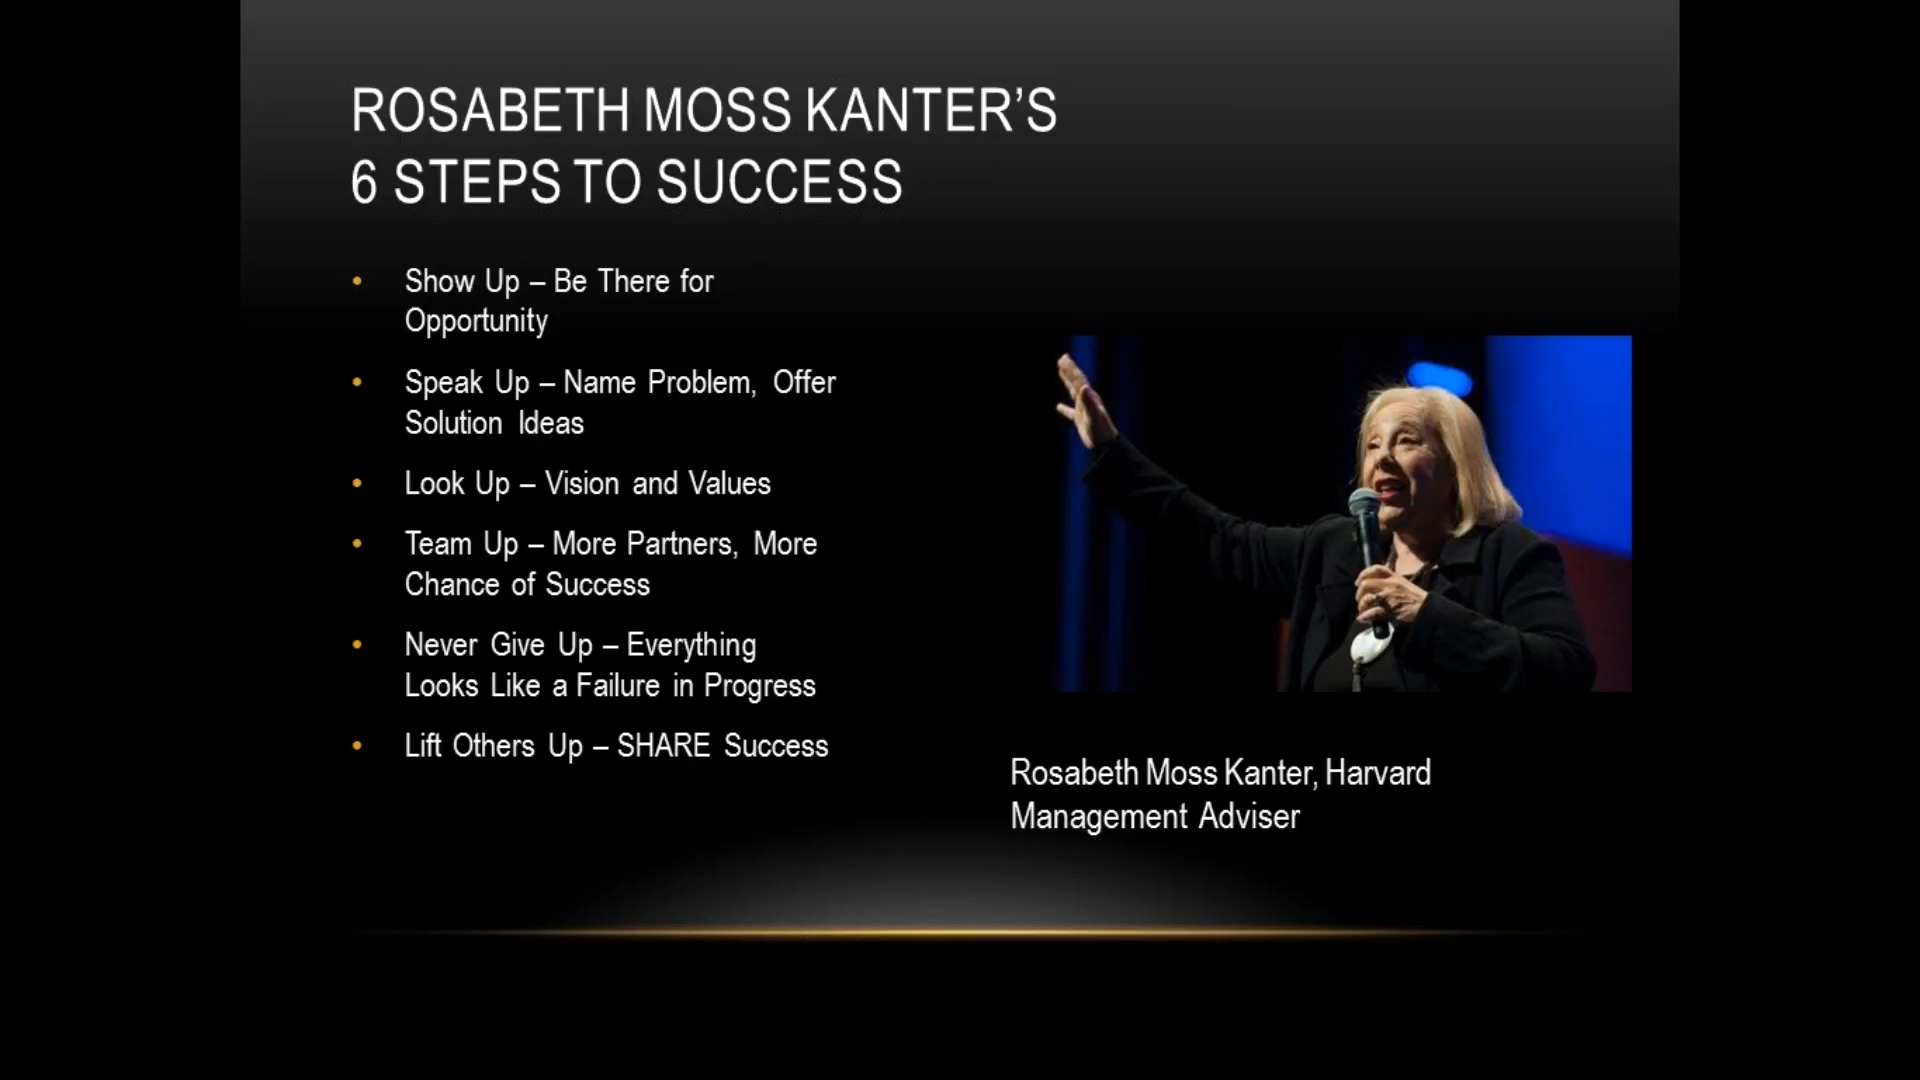 ROSABETH MOSS KANTER’S
6 STEPS TO SUCCESS
• Show Up – Be There for
Opportunity
• Speak Up – Name Problem, Offer
Solution Ideas
• Look Up – Vision and Values
• Team Up – More Partners, More
Chance of Success
• Never Give Up – Everything
Looks Like a Failure in Progress
• Lift Others Up – SHARE Success
Rosabeth Moss Kanter, Harvard
Management Adviser